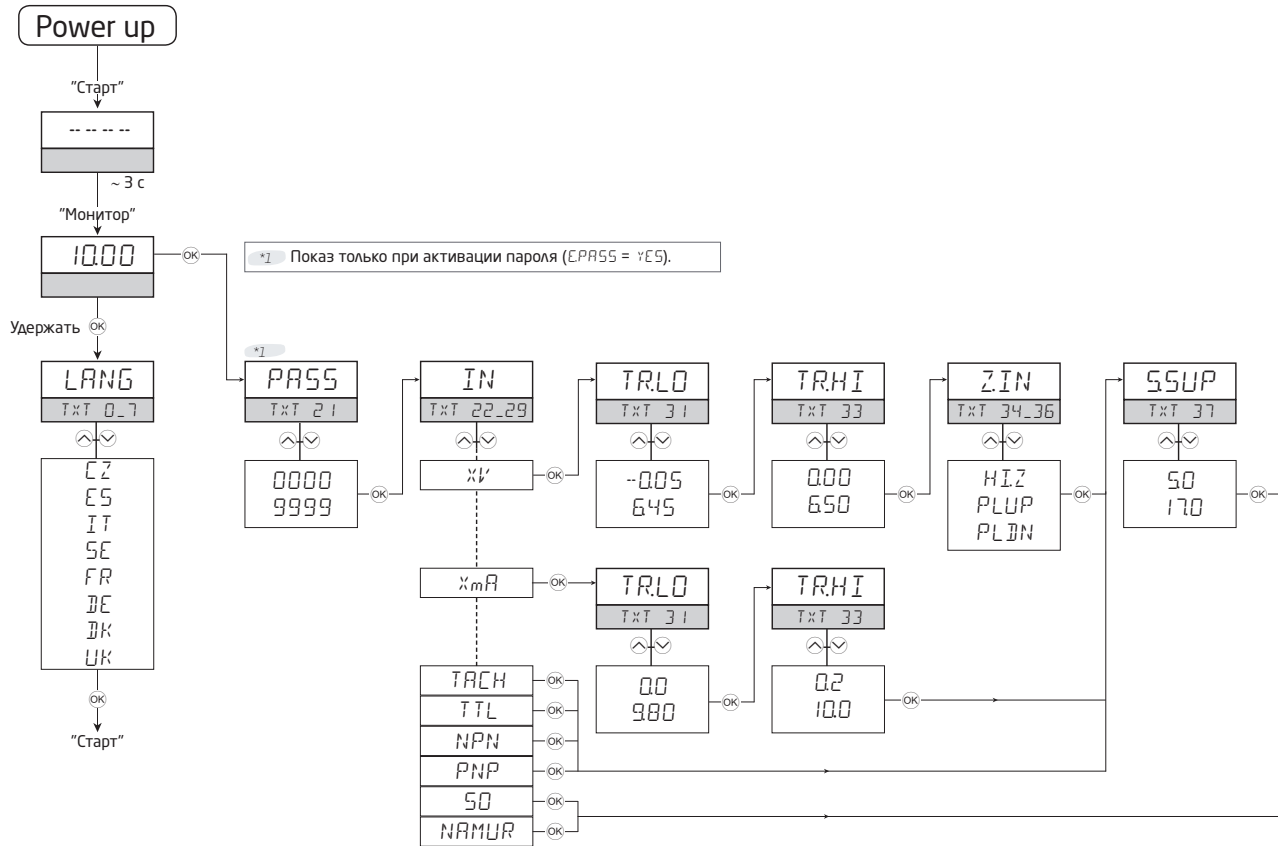 Power up
"Старт"
-- -- -- --
~ 3 с
"Монитор"
10.00
OK
*1 Показ только при активации пароля (E.PASS = YES).
Удержать OK
LANG
TXT 0_7
CZ
ES
IT
SE
FR
DE
DK
UK
OK
"Старт"
*1
PASS
TXT 21
0000
9999
OK
IN
TXT 22_29
xV
OK
XmA
OK
TACH
OK
TTL
OK
NPN
OK
PNP
OK
S0
OK
NAMUR
OK
TR.LO
TXT 31
-0.05
6.45
OK
TR.HI
TXT 33
0.00
6.50
OK
Z.IN
TXT 34_36
HI.Z
PLUP
PLDN
OK
S.SUP
TXT 37
5.0
17.0
OK
TR.LO
TXT 31
0.0
9.80
OK
TR.HI
TXT 33
0.2
10.0
OK